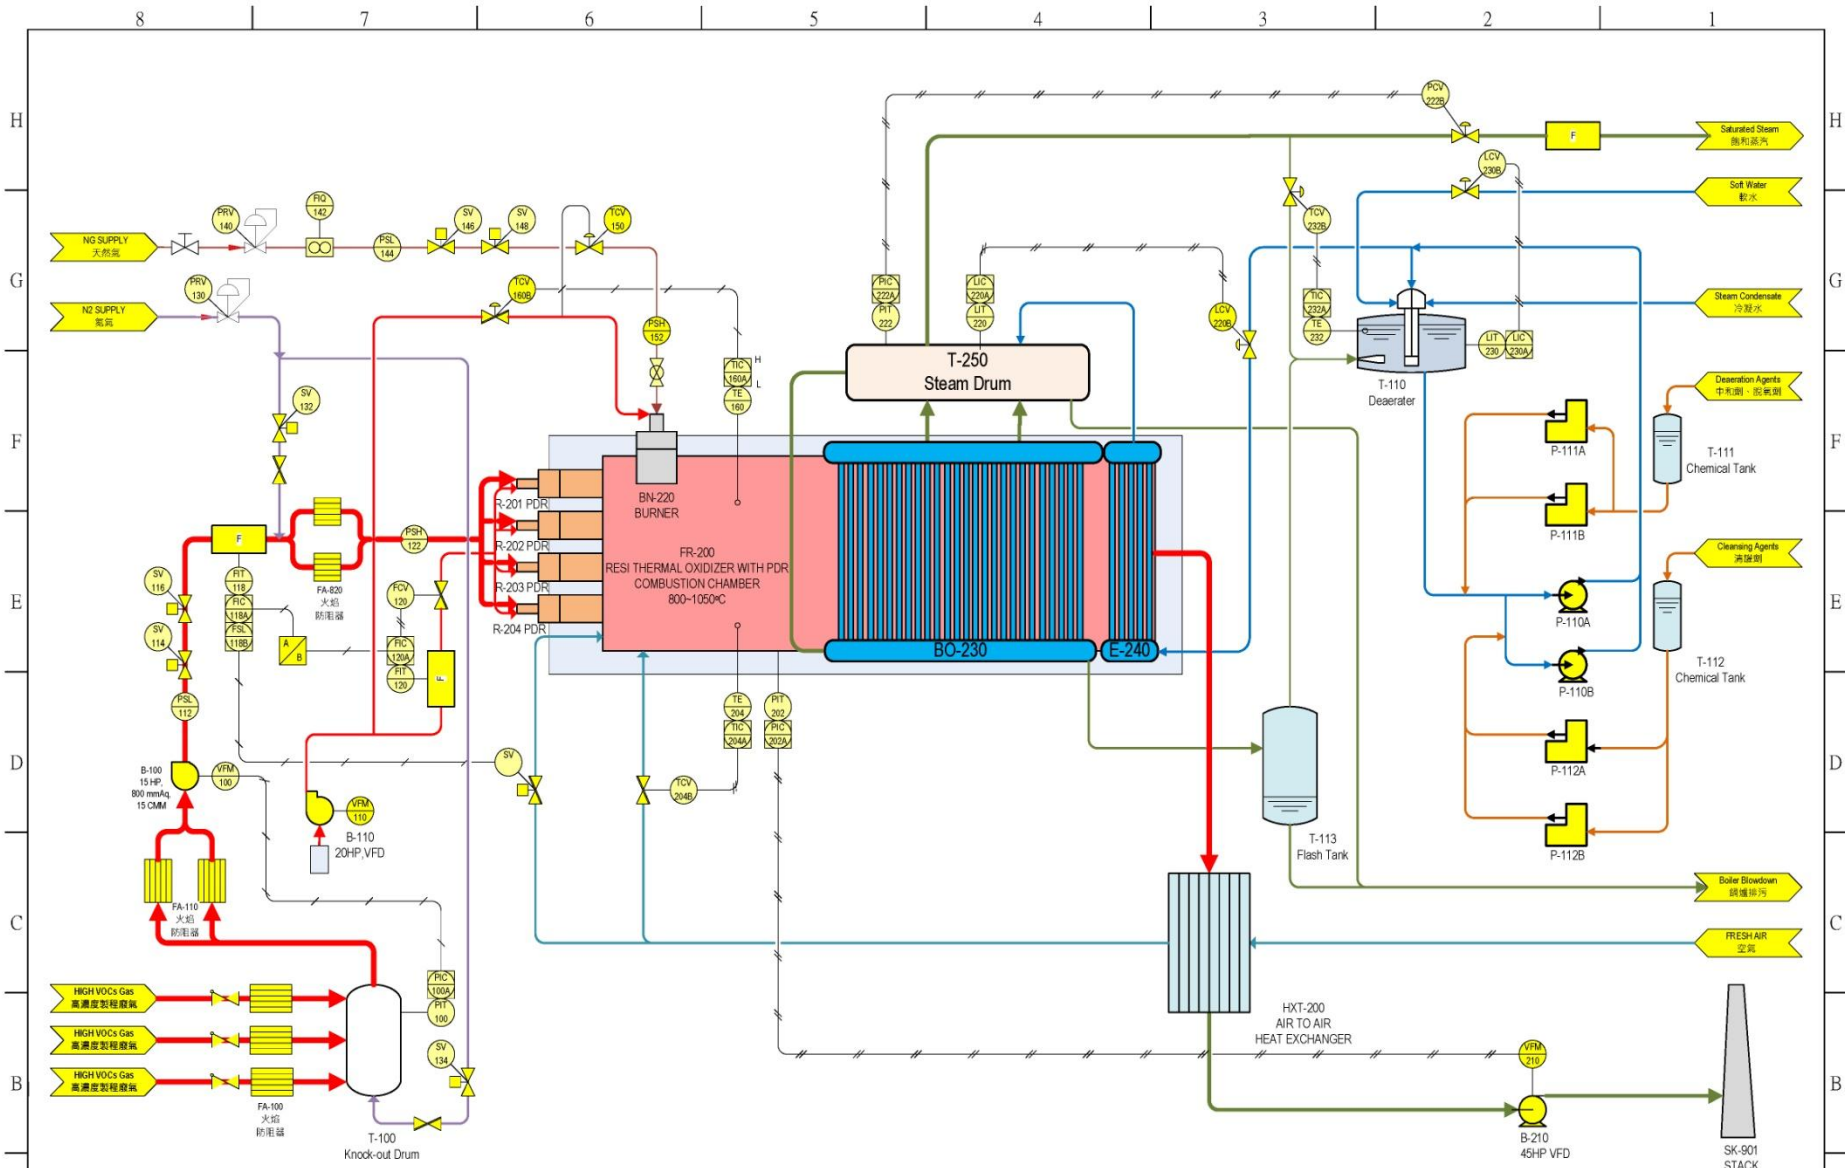 8
7
6
5
4
3
2
1
H
H
G
G
F
F
E
E
D
D
C
C
B
B
PCV
222B
F
Saturated Steam
飽和蒸汽
LCV
230B
Soft Water
軟水
NG SUPPLY
天然氣
PRV
140
FIQ
142
PSL
144
SV
146
SV
148
TCV
150
TCV
232B
N2 SUPPLY
氮氣
PRV
130
TCV
160B
PSH
152
PIC
222A
PIT
222
LIC
220A
LIT
220
LCV
220B
TIC
232A
TE
232
Steam Condensate
冷凝水
LIT
230
LIC
230A
T-110
Deaerater
TIC
160A
H
L
TE
160
T-250
Steam Drum
Deaeration Agents
中和劑、脫氧劑
SV
132
P-111A
T-111
Chemical Tank
BN-220
BURNER
R-201 PDR
R-202 PDR
R-203 PDR
R-204 PDR
F
PSH
122
FR-200
RESI THERMAL OXIDIZER WITH PDR
COMBUSTION CHAMBER
800~1050ºC
P-111B
Cleansing Agents
清罐劑
SV
116
SV
114
FIT
118
FIC
118A
FSL
118B
FA-820
火焰
防阻器
FCV
120
A
B
FIC
120A
FIT
120
F
BO-230
E-240
P-110A
P-110B
T-112
Chemical Tank
PSL
112
TE
204
TIC
204A
PIT
202
PIC
202A
B-100
15 HP,
800 mmAq,
15 CMM
VFM
100
VFM
110
B-110
20HP,VFD
SV
TCV
204B
P-112A
P-112B
T-113
Flash Tank
FA-110
火焰
防阻器
Boiler Blowdown
鍋爐排污
FRESH AIR
空氣
PIC
100A
PIT
100
HIGH VOCs Gas
高濃度製程廢氣
HIGH VOCs Gas
高濃度製程廢氣
HIGH VOCs Gas
高濃度製程廢氣
FA-100
火焰
防阻器
SV
134
T-100
Knock-out Drum
HXT-200
AIR TO AIR
HEAT EXCHANGER
VFM
210
B-210
45HP VFD
SK-901
STACK